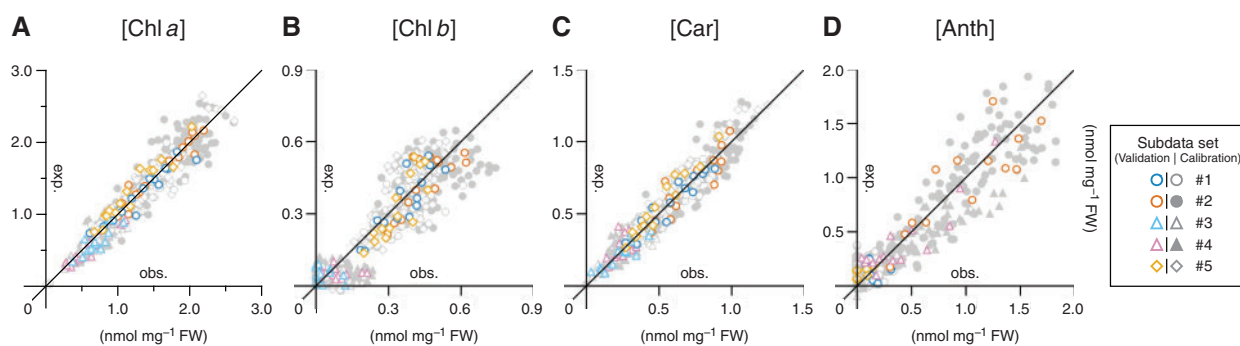 A [Chl a]
3.0
2.0
1.0
0
1.0
2.0
3.0
exp.
obs.
(nmol mg⁻¹ FW)
B [Chl b]
0.9
0.6
0.3
0
0.3
0.6
0.9
exp.
obs.
(nmol mg⁻¹ FW)
C [Car]
1.5
1.0
0.5
0
0.5
1.0
1.5
exp.
obs.
(nmol mg⁻¹ FW)
D [Anth]
2.0
1.5
1.0
0.5
0
0.5
1.0
1.5
2.0
exp.
obs.
(nmol mg⁻¹ FW)
(nmol mg⁻¹ FW)
Subdata set
(Validation | Calibration)
#1
#2
#3
#4
#5